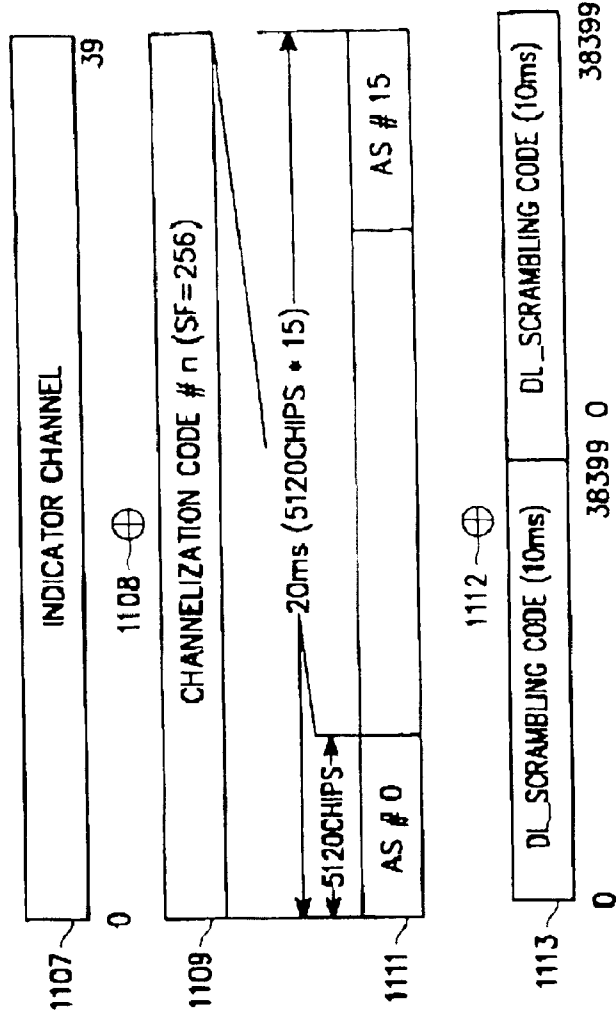 1107
INDICATOR CHANNEL
0
39
1108
1109
CHANNELIZATION CODE # n (SF=256)
20ms (5120CHIPS * 15)
5120CHIPS
1111
AS # 0
AS # 15
1112
1113
DL_SCRAMBLING CODE (10ms)
DL_SCRAMBLING CODE (10ms)
0
38399 0
38399